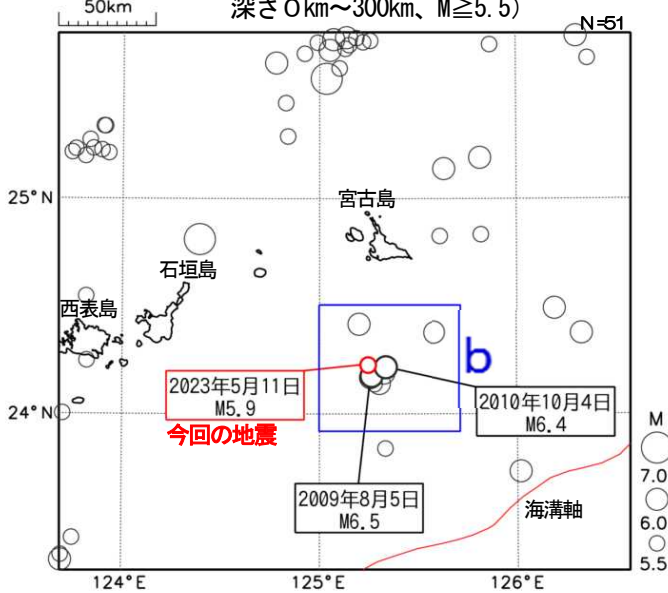 50km
深さ0km～300km、M≧5.5）
N=51
25°N
宮古島
石垣島
西表島
b
2023年5月11日
M5.9
今回の地震
2010年10月4日
M6.4
24°N
2009年8月5日
M6.5
海溝軸
M
7.0
6.0
5.5
124°E
125°E
126°E